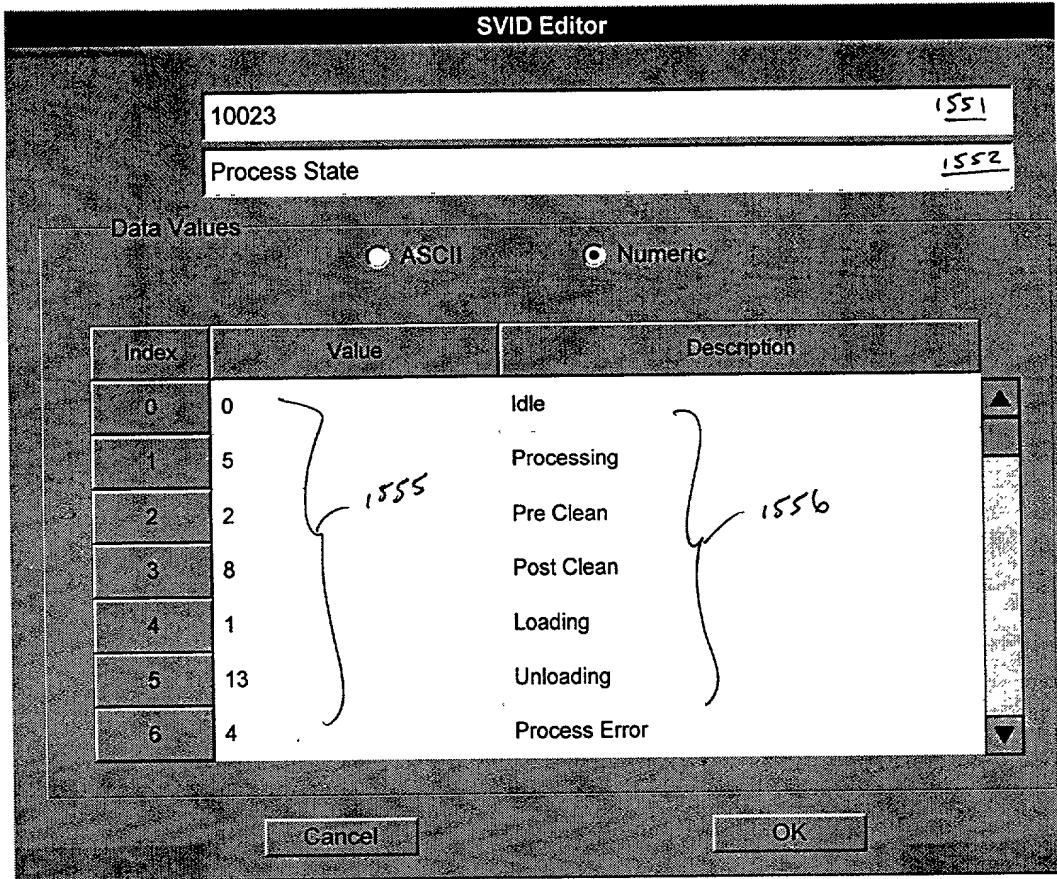 SVID Editor
10023 1551
Process State 1552
Data Values
ASCII Numeric
Index Value Description
0 0 Idle
1 5 Processing
2 2 Pre Clean
1555 1556
3 8 Post Clean
4 1 Loading
5 13 Unloading
6 4 Process Error
Cancel OK